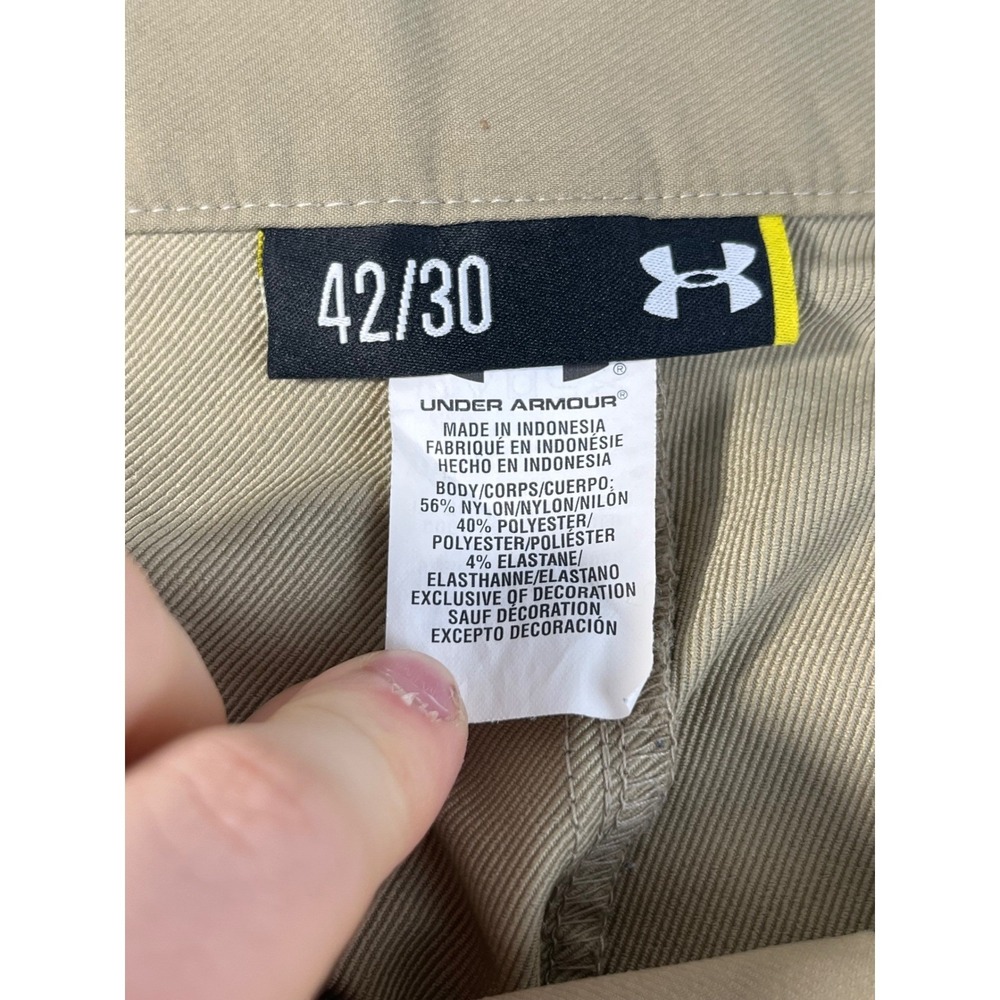 42/30
®
UNDER ARMOUR®
MADE IN INDONESIA
FABRIQUÉ EN INDONÉSIE
HECHO EN INDONESIA
BODY/CORPS/CUERPO:
56% NYLON/NYLON/NILÓN
40% POLYESTER/
POLYESTER/POLIÉSTER
4% ELASTANE/
ELASTHANNE/ELASTANO
EXCLUSIVE OF DECORATION
SAUF DÉCORATION
EXCEPTO DECORACIÓN